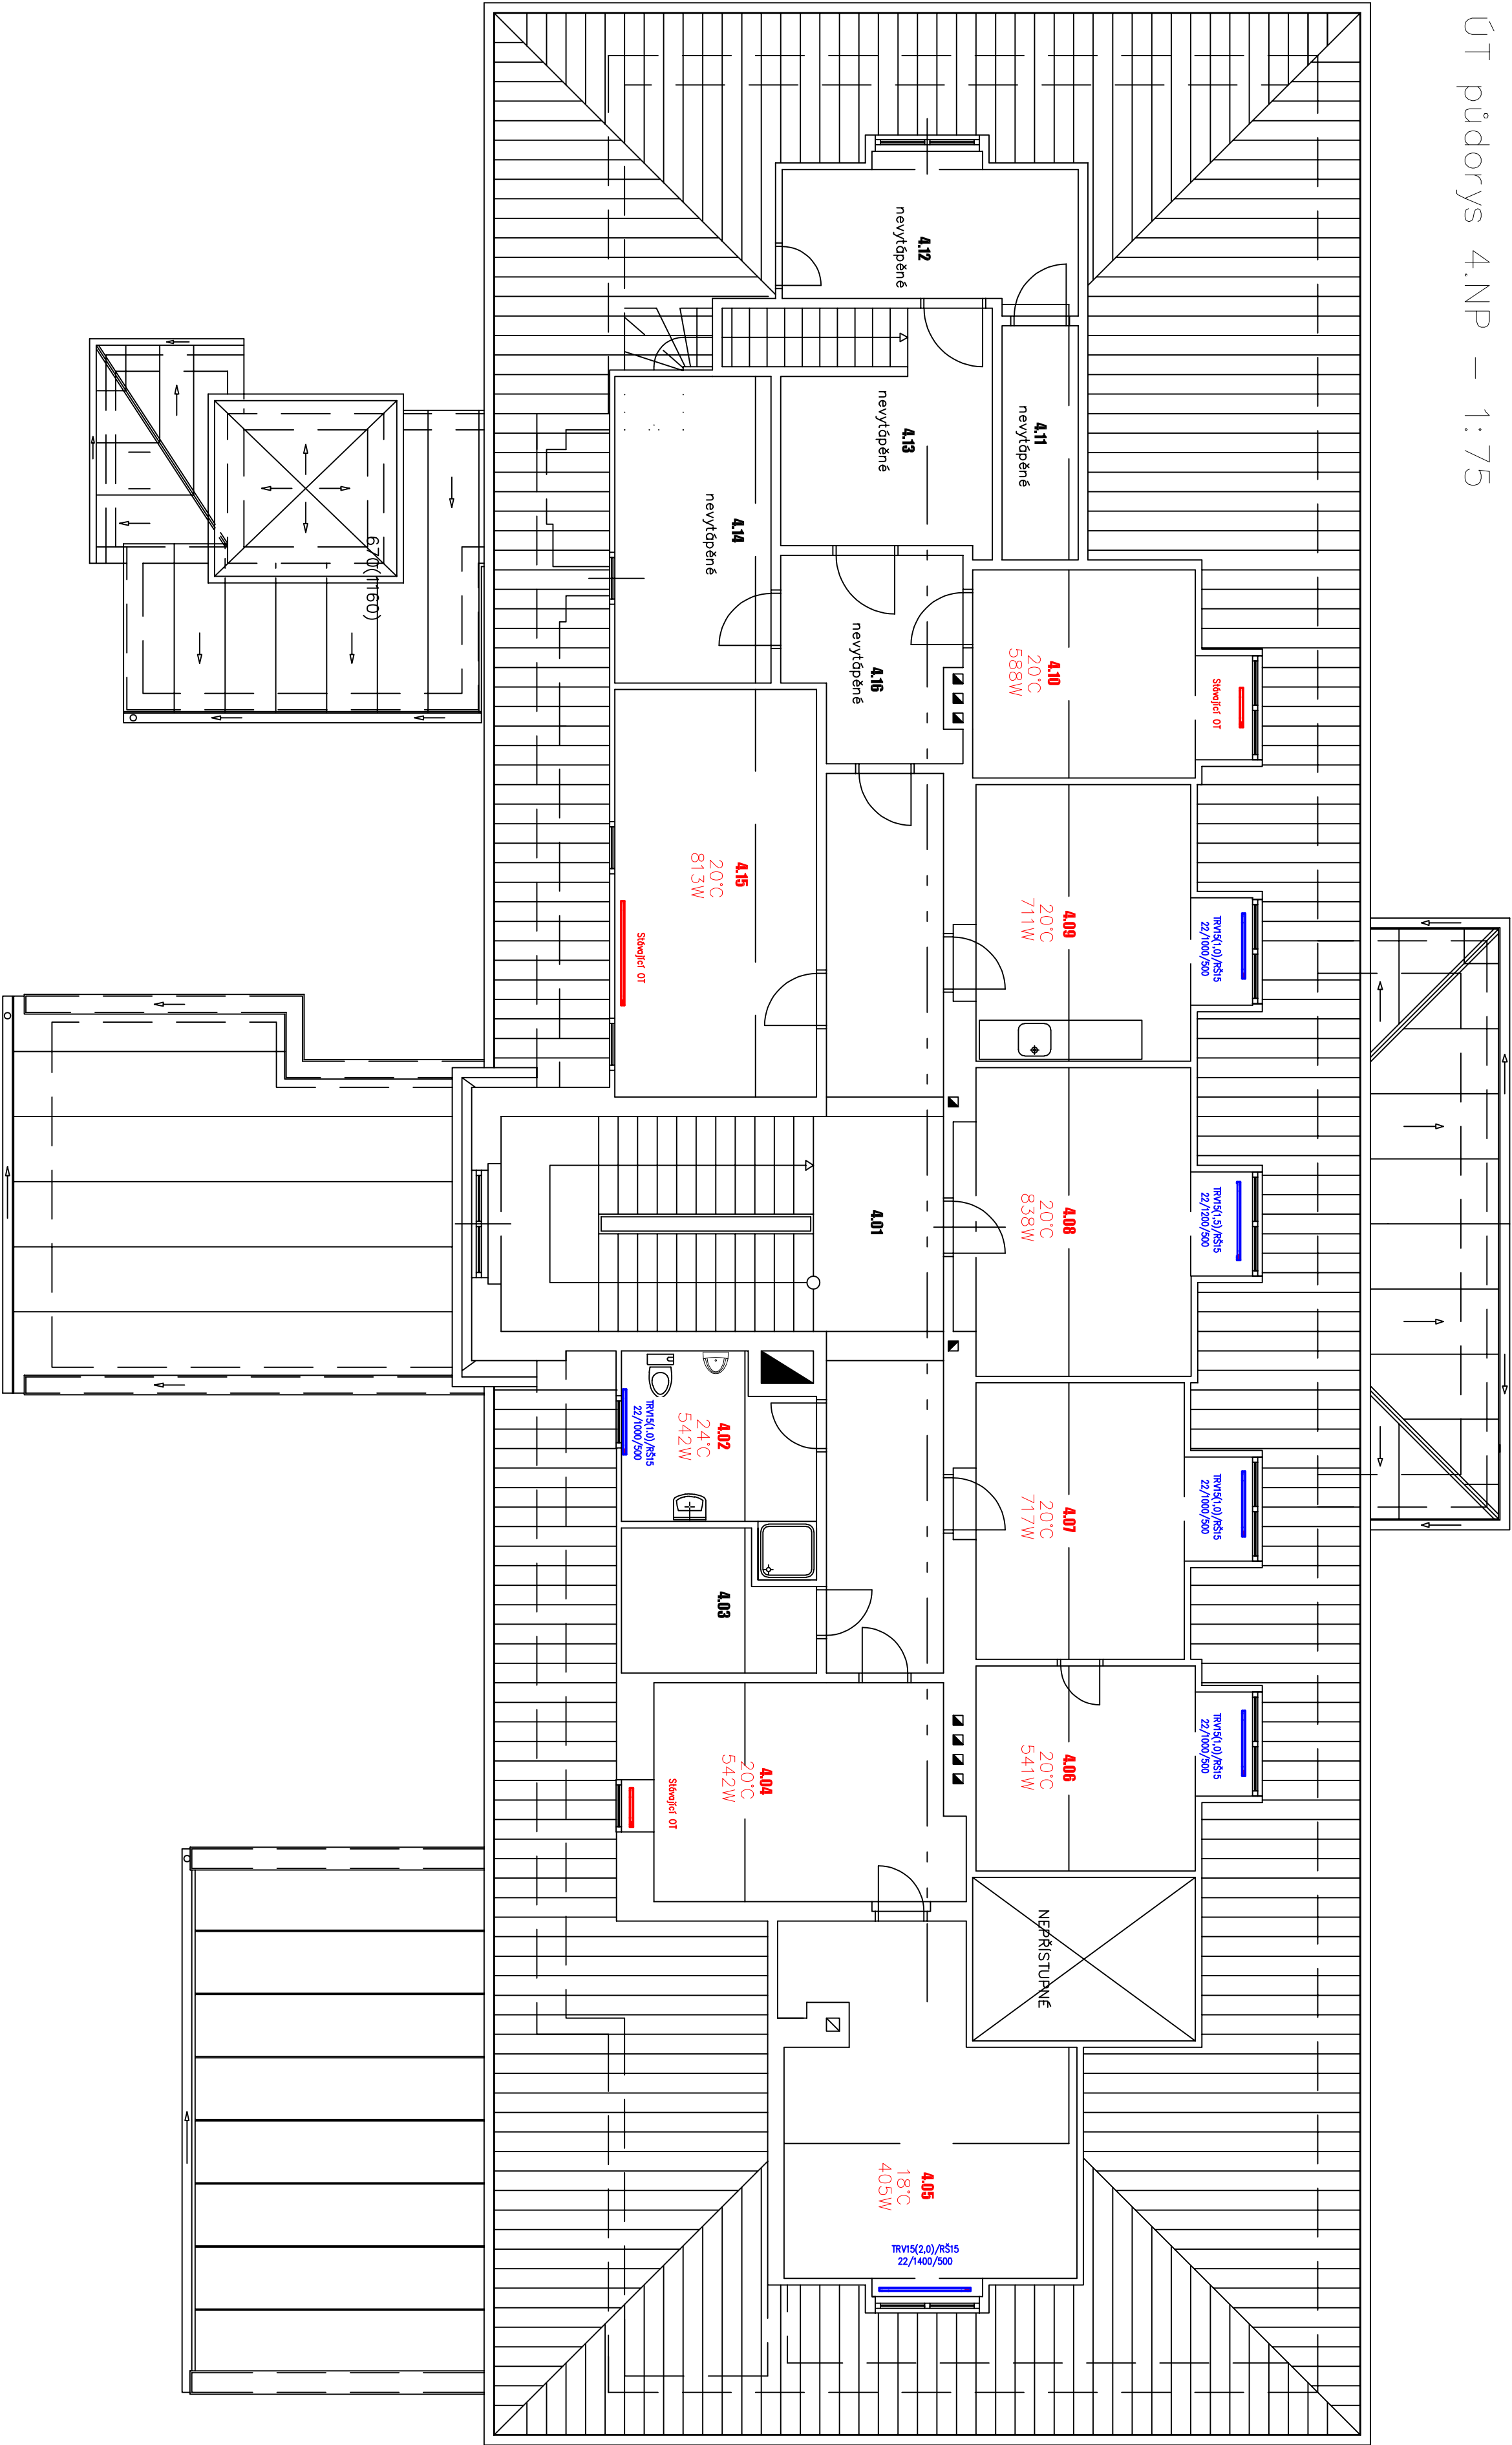 ÚT půdorys 4.NP – 1:75
4.12
nevytápěné
4.11
nevytápěné
4.13
nevytápěné
4.14
nevytápěné
4.16
nevytápěné
4.10
20°C
588W
Stávající OT
4.09
20°C
711W
TRV15(1,0)/RŠ15
22/1000/500
4.15
20°C
813W
Stávající OT
4.08
20°C
838W
TRV15(1,5)/RŠ15
22/1200/500
4.01
4.02
24°C
542W
TRV15(1.0)/RŠ15
22/1000/500
4.07
20°C
717W
TRV15(1,0)/RŠ15
22/1000/500
4.03
4.06
20°C
541W
TRV15(1,0)/RŠ15
22/1000/500
4.04
20°C
542W
Stávající OT
NEPŘÍSTUPNÉ
4.05
18°C
405W
TRV15(2,0)/RŠ15
22/1400/500
670(1160)